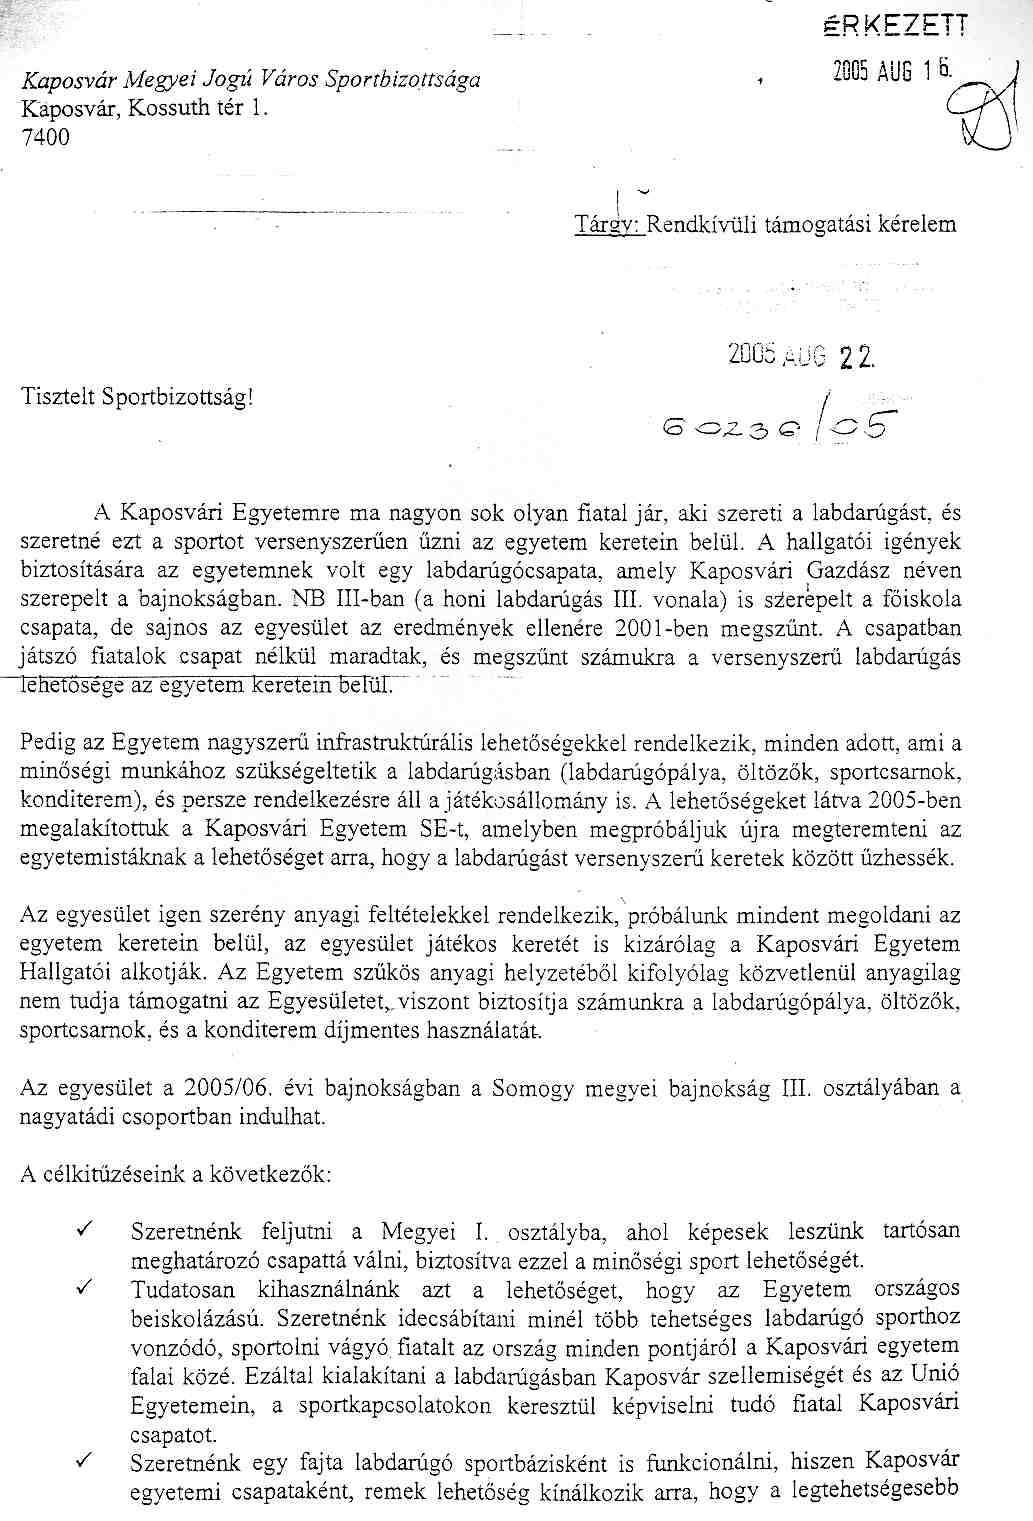 ÉRKEZETT
2005 AUG 16.
Kaposvár Megyei Jogú Város Sportbizottsága
Kaposvár, Kossuth tér 1.
7400
Tárgy: Rendkívüli támogatási kérelem
2005 AUG 22.
Tisztelt Sportbizottság!
60230/05
A Kaposvári Egyetemre ma nagyon sok olyan fiatal jár, aki szereti a labdarúgást, és
szeretné ezt a sportot versenyszerűen űzni az egyetem keretein belül. A hallgatói igények
biztosítására az egyetemnek volt egy labdarúgócsapata, amely Kaposvári Gazdász néven
szerepelt a bajnokságban. NB III-ban (a honi labdarúgás III. vonala) is szerepelt a főiskola
csapata, de sajnos az egyesület az eredmények ellenére 2001-ben megszűnt. A csapatban
játszó fiatalok csapat nélkül maradtak, és megszűnt számukra a versenyszerű labdarúgás
lehetősége az egyetem keretein belül.
Pedig az Egyetem nagyszerű infrastruktúrális lehetőségekkel rendelkezik, minden adott, ami a
minőségi munkához szükségeltetik a labdarúgásban (labdarúgópálya, öltözők, sportcsarnok,
konditerem), és persze rendelkezésre áll a játékosállomány is. A lehetőségeket látva 2005-ben
megalakítottuk a Kaposvári Egyetem SE-t, amelyben megpróbáljuk újra megteremteni az
egyetemistáknak a lehetőséget arra, hogy a labdarúgást versenyszerű keretek között űzhessék.
Az egyesület igen szerény anyagi feltételekkel rendelkezik, próbálunk mindent megoldani az
egyetem keretein belül, az egyesület játékos keretét is kizárólag a Kaposvári Egyetem
Hallgatói alkotják. Az Egyetem szűkös anyagi helyzetéből kifolyólag közvetlenül anyagilag
nem tudja támogatni az Egyesületet, viszont biztosítja számunkra a labdarúgópálya, öltözők,
sportcsarnok, és a konditerem díjmentes használatát.
Az egyesület a 2005/06. évi bajnokságban a Somogy megyei bajnokság III. osztályában a
nagyatádi csoportban indulhat.
A célkitűzéseink a következők:
✓ Szeretnénk feljutni a Megyei I. osztályba, ahol képesek leszünk tartósan
meghatározó csapattá válni, biztosítva ezzel a minőségi sport lehetőségét.
✓ Tudatosan kihasználnánk azt a lehetőséget, hogy az Egyetem országos
beiskolázású. Szeretnénk idecsábítani minél több tehetséges labdarúgó sporthoz
vonzódó, sportolni vágyó fiatalt az ország minden pontjáról a Kaposvári egyetem
falai közé. Ezáltal kialakítani a labdarúgásban Kaposvár szellemiségét és az Unió
Egyetemein, a sportkapcsolatokon keresztül képviselni tudó fiatal Kaposvári
csapatot.
✓ Szeretnénk egy fajta labdarúgó sportbázisként is funkcionálni, hiszen Kaposvár
egyetemi csapataként, remek lehetőség kínálkozik arra, hogy a legtehetségesebb